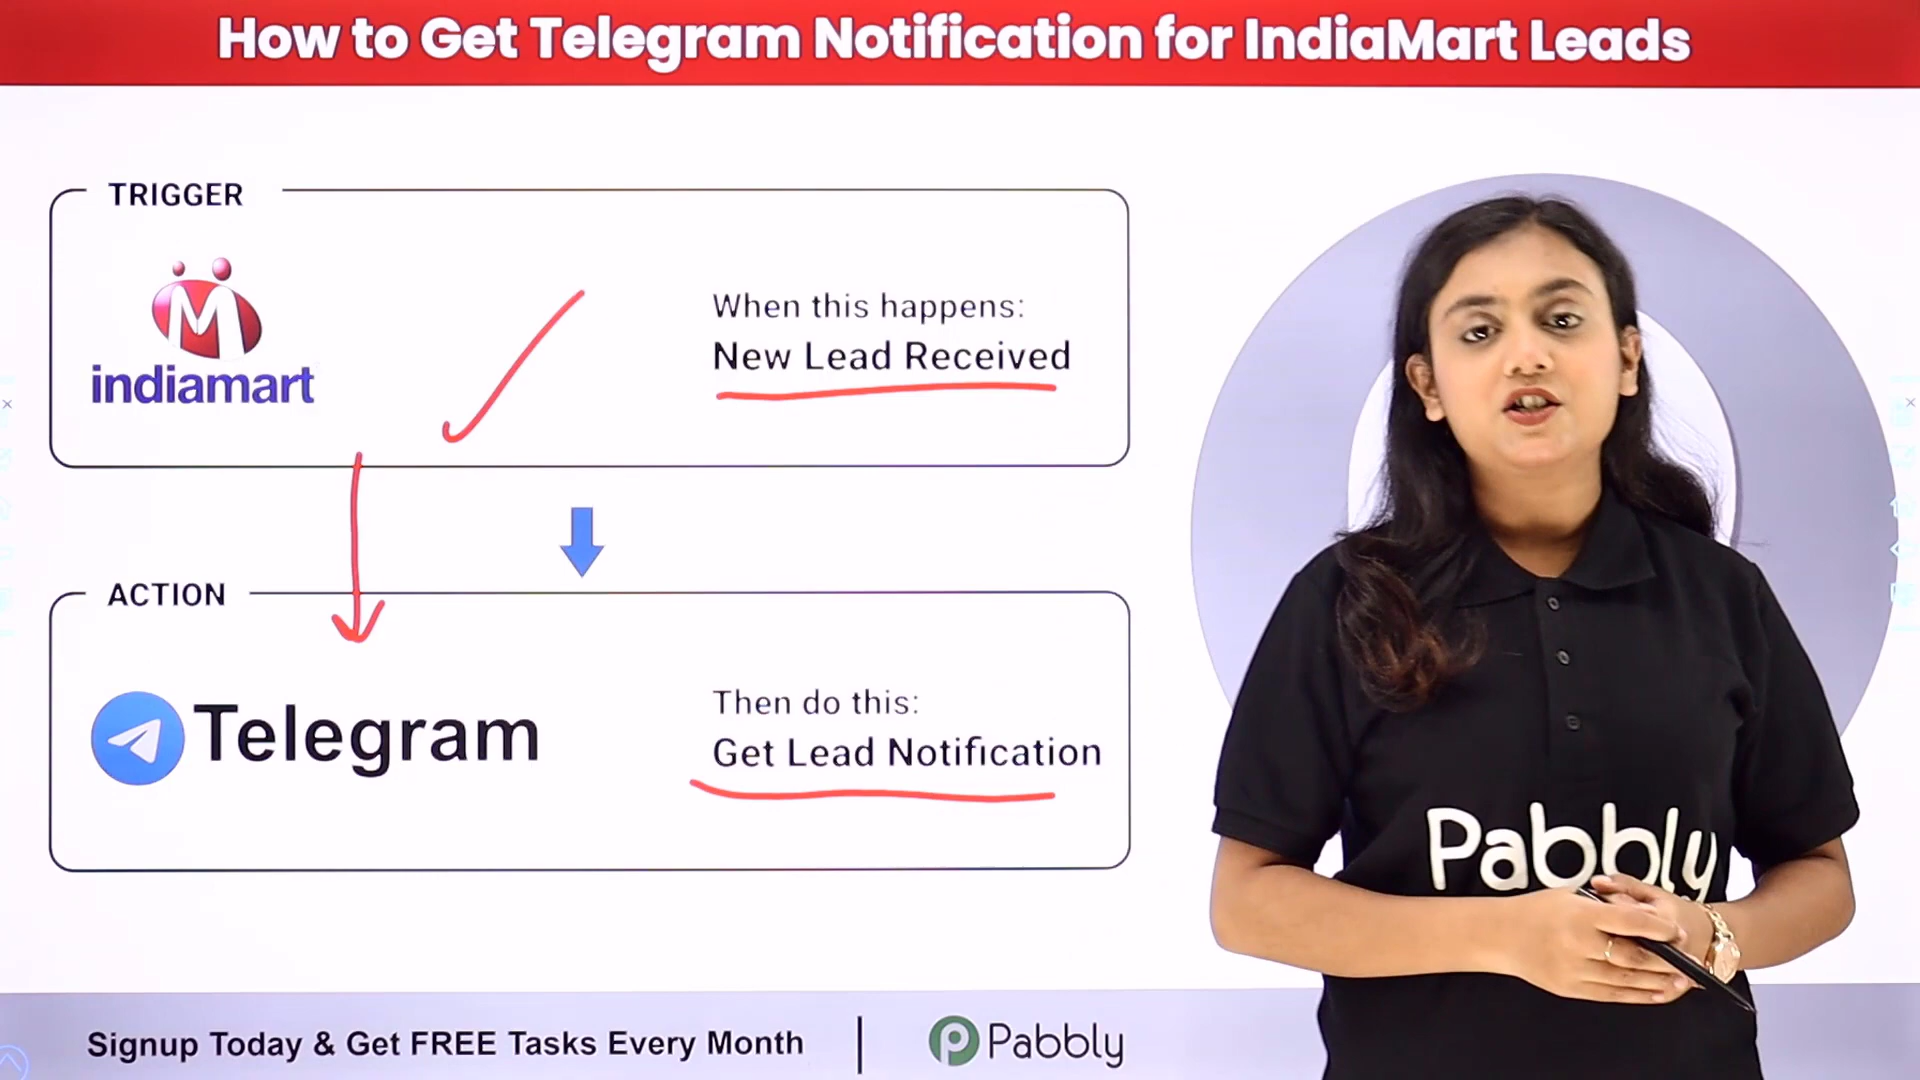 How to Get Telegram Notification for IndiaMart Leads
TRIGGER
indiamart
When this happens:
New Lead Received
ACTION
Telegram
Then do this:
Get Lead Notification
Pabbly
Signup Today & Get FREE Tasks Every Month
Pabbly